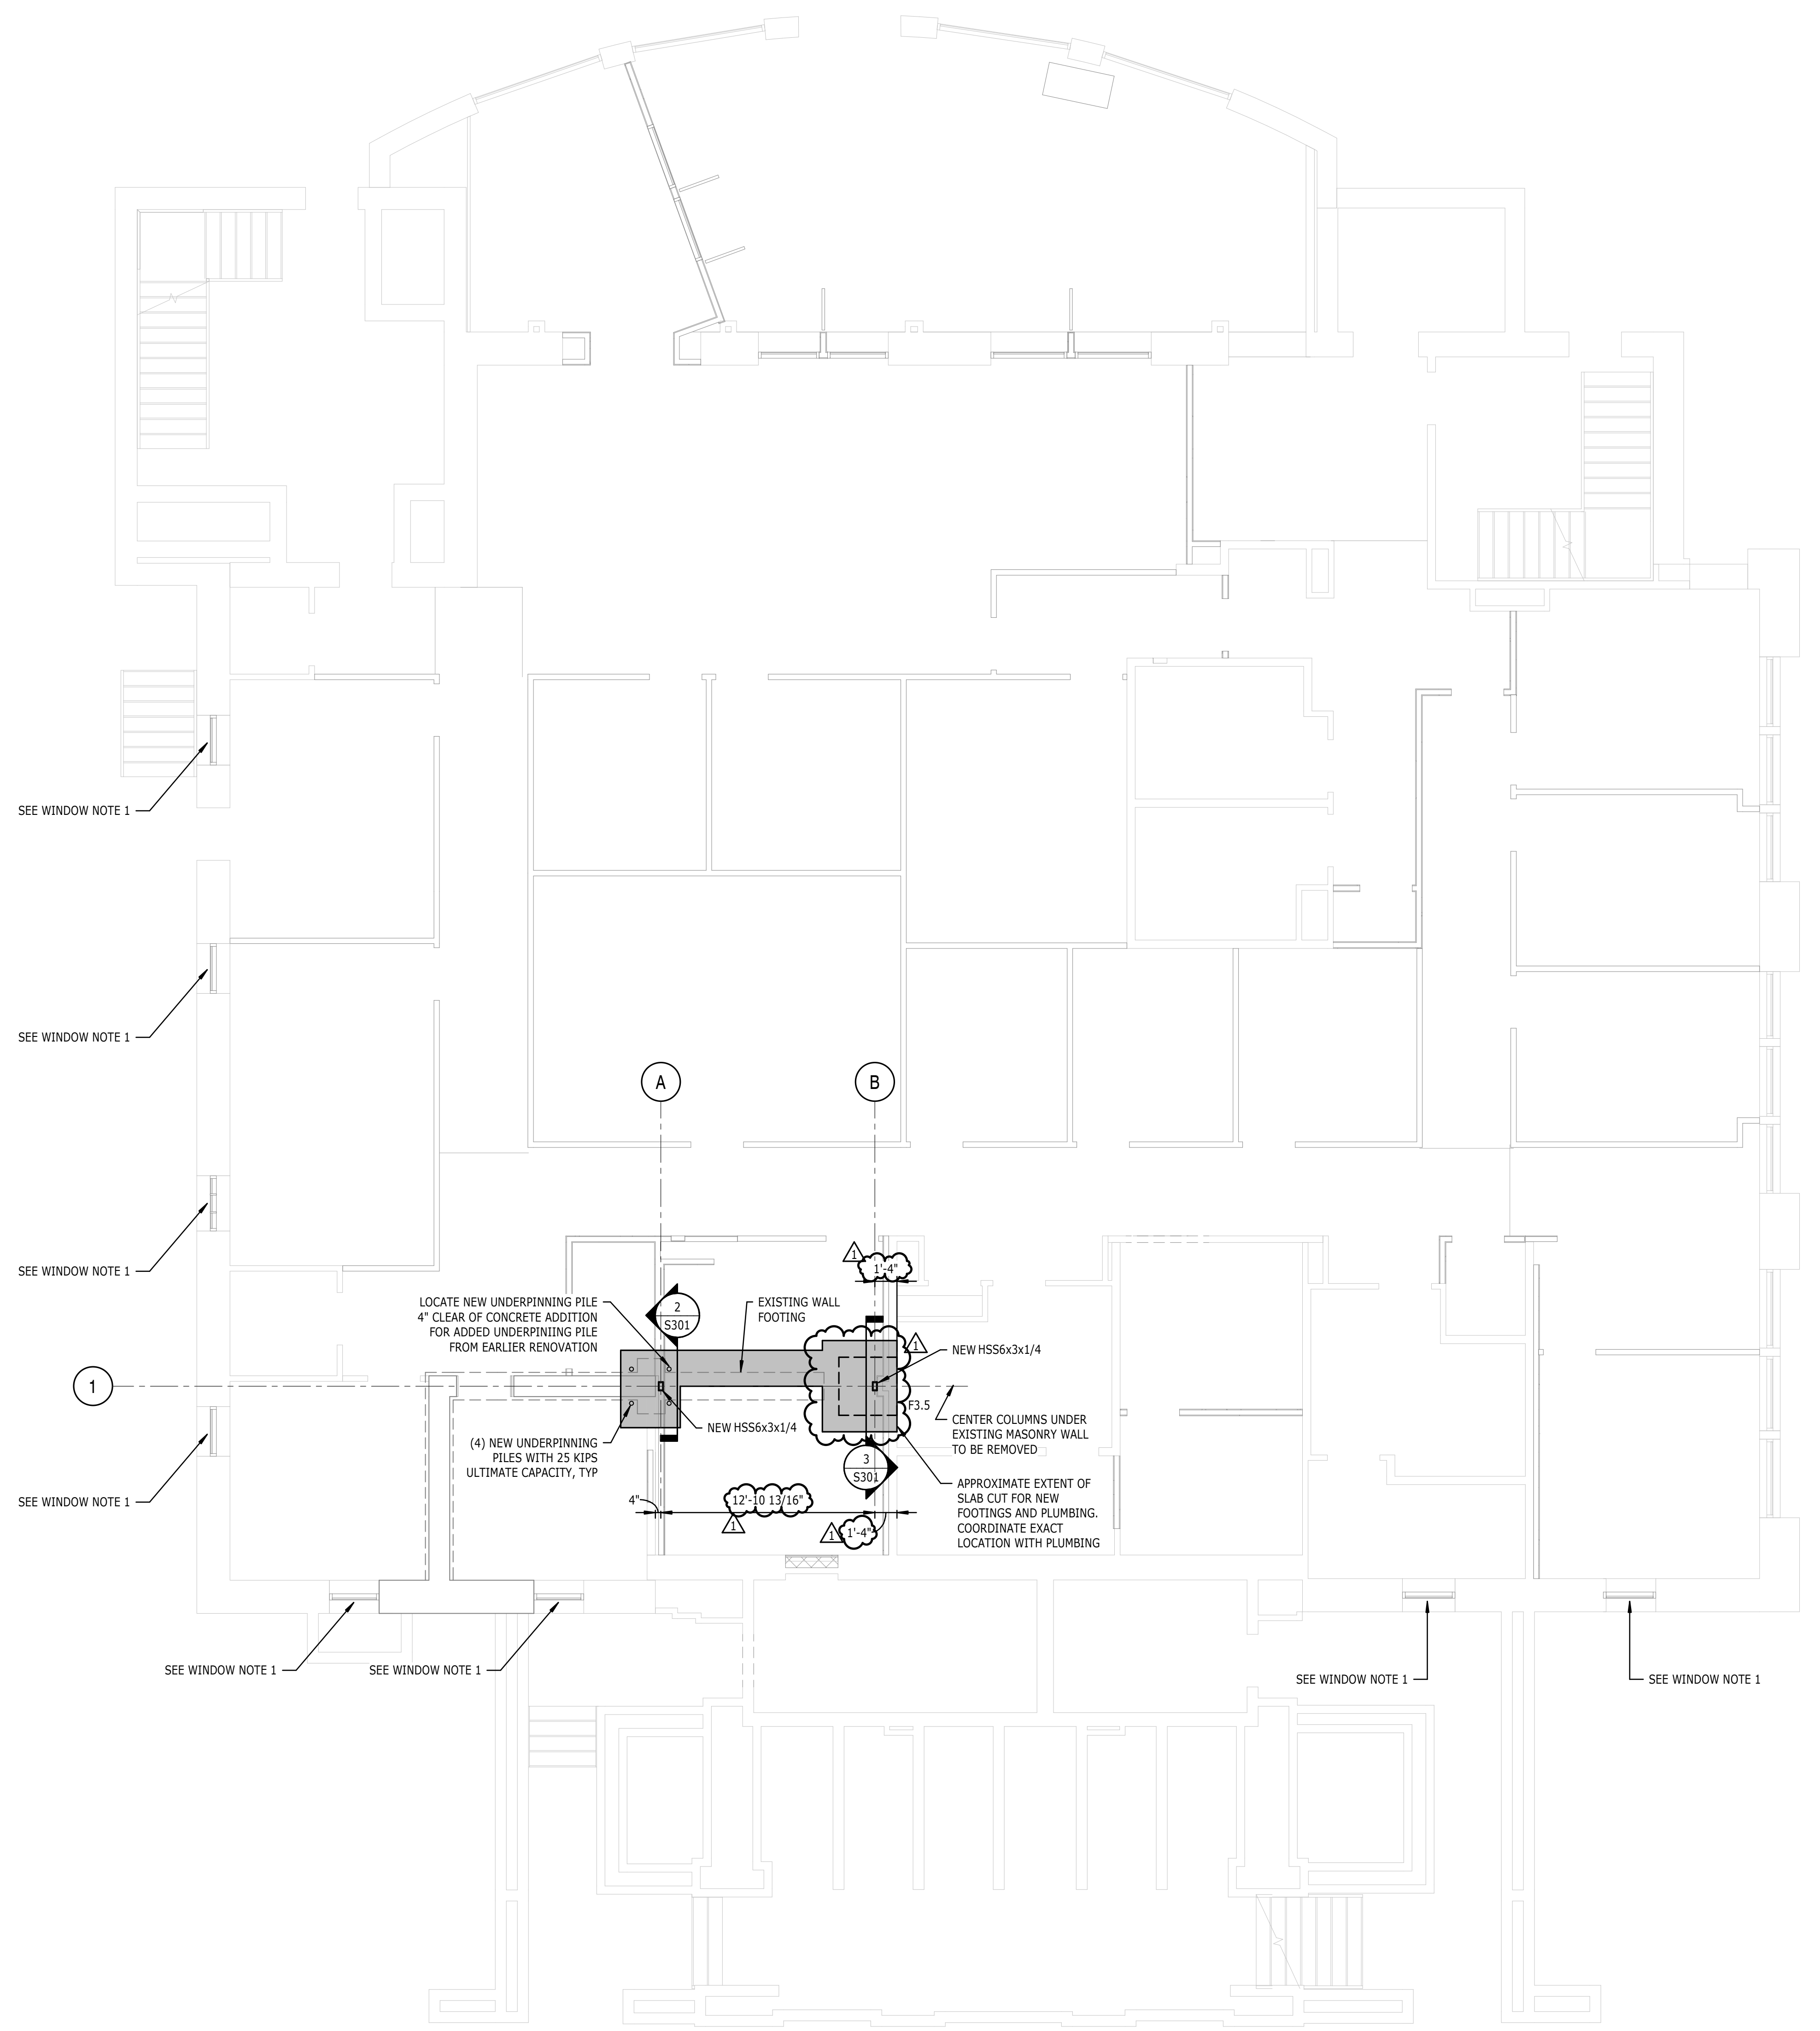 SEE WINDOW NOTE 1
SEE WINDOW NOTE 1
A
B
SEE WINDOW NOTE 1
1
1'-4"
LOCATE NEW UNDERPINNING PILE
4" CLEAR OF CONCRETE ADDITION
FOR ADDED UNDERPINING PILE
FROM EARLIER RENOVATION
2
S301
EXISTING WALL
FOOTING
1
NEW HSS6x3x1/4
1
F3.5
NEW HSS6x3x1/4
CENTER COLUMNS UNDER
EXISTING MASONRY WALL
TO BE REMOVED
(4) NEW UNDERPINNING
PILES WITH 25 KIPS
ULTIMATE CAPACITY, TYP
3
S301
APPROXIMATE EXTENT OF
SLAB CUT FOR NEW
FOOTINGS AND PLUMBING.
COORDINATE EXACT
LOCATION WITH PLUMBING
SEE WINDOW NOTE 1
4"
12'-10 13/16"
1
1
1'-4"
SEE WINDOW NOTE 1
SEE WINDOW NOTE 1
SEE WINDOW NOTE 1
SEE WINDOW NOTE 1